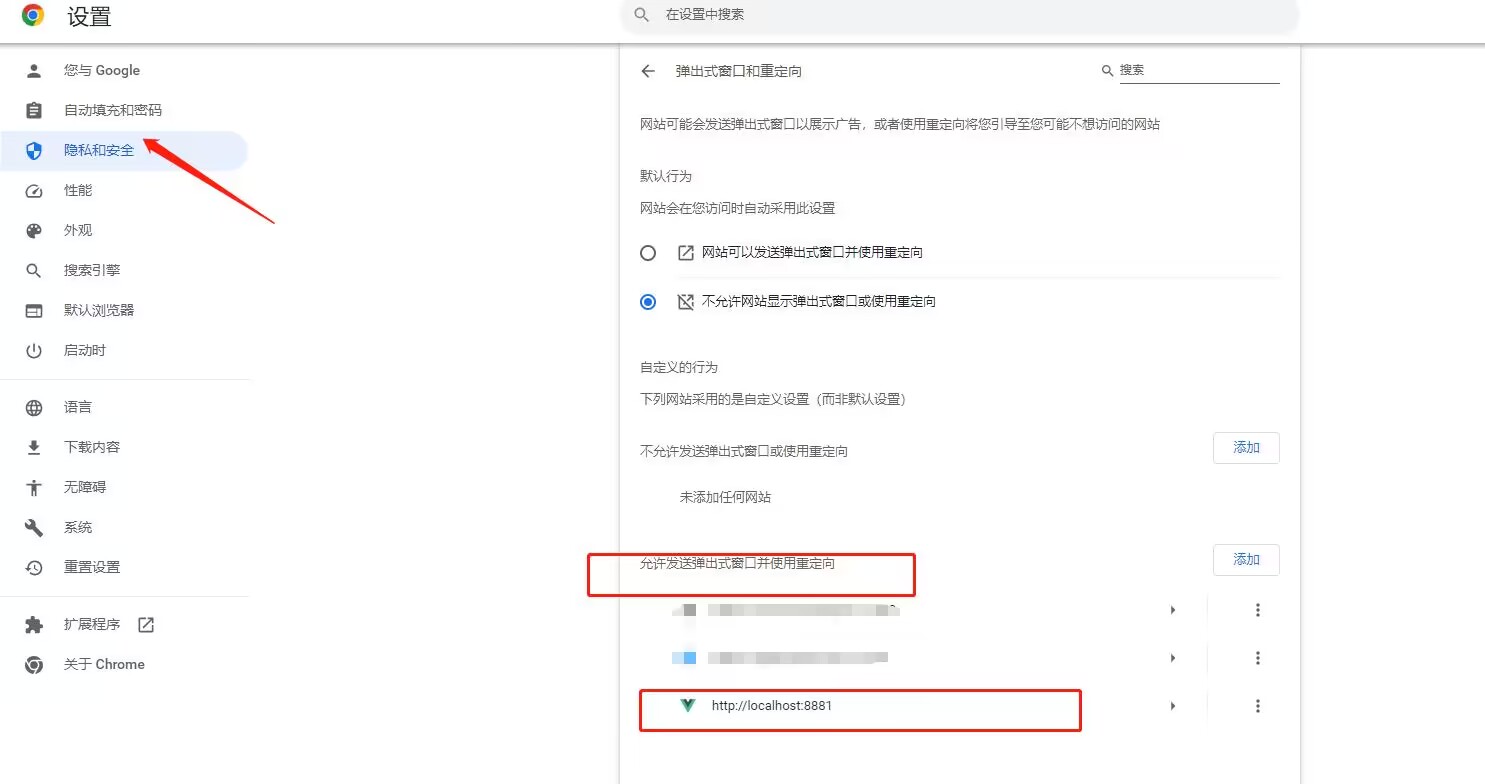 设置
在设置中搜索
您与 Google
自动填充和密码
隐私和安全
性能
外观
搜索引擎
默认浏览器
启动时
语言
下载内容
无障碍
系统
重置设置
扩展程序
关于 Chrome
弹出式窗口和重定向
搜索
网站可能会发送弹出式窗口以展示广告，或者使用重定向将您引导至您可能不想访问的网站
默认行为
网站会在您访问时自动采用此设置
网站可以发送弹出式窗口并使用重定向
不允许网站显示弹出式窗口或使用重定向
自定义的行为
下列网站采用的是自定义设置（而非默认设置）
不允许发送弹出式窗口或使用重定向
添加
未添加任何网站
允许发送弹出式窗口并使用重定向
添加
http://localhost:8881